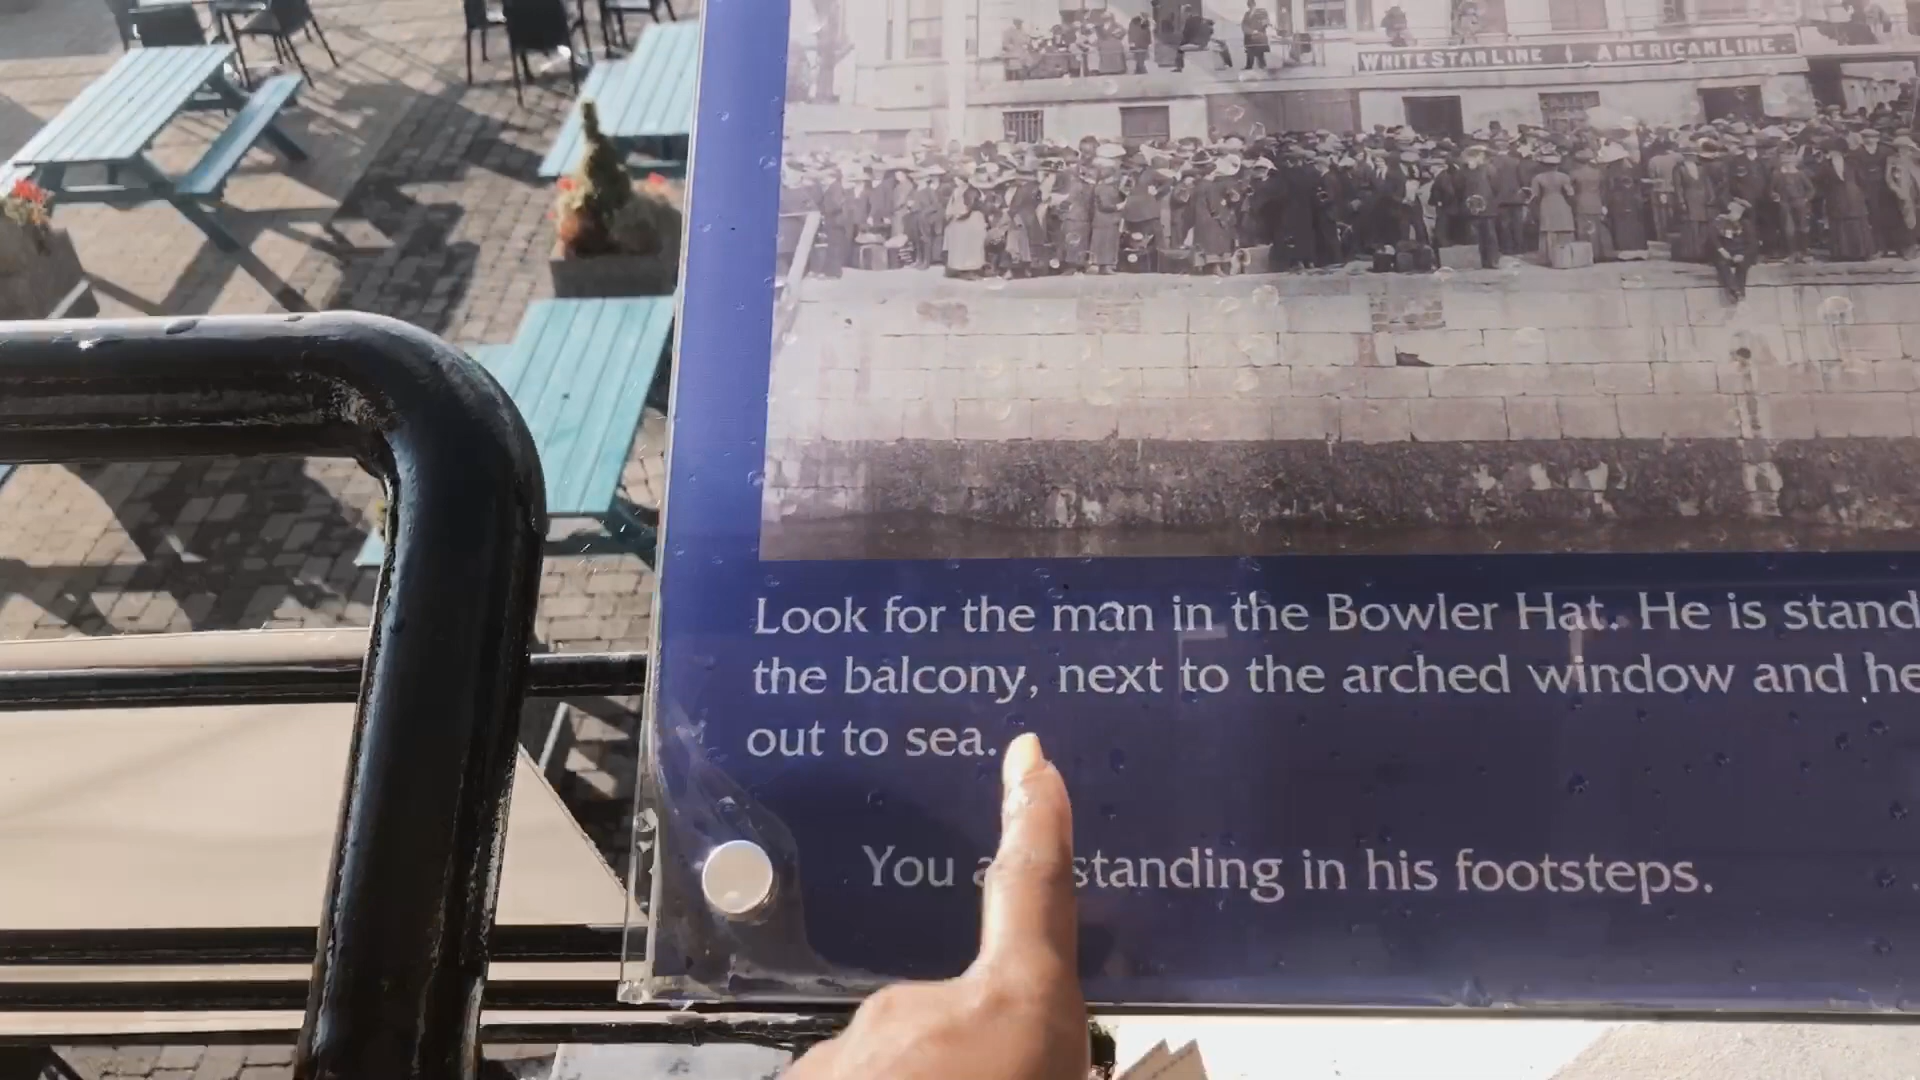 WHITE STAR LINE AMERICAN LINE.
Look for the man in the Bowler Hat. He is stand
the balcony, next to the arched window and he
out to sea.
You a standing in his footsteps.